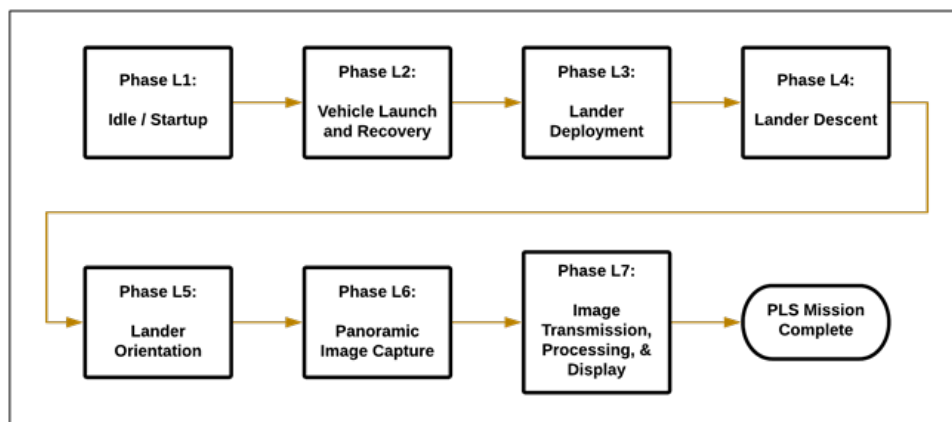 Phase L1:
Idle / Startup
Phase L2:
Vehicle Launch
and Recovery
Phase L3:
Lander
Deployment
Phase L4:
Lander Descent
Phase L5:
Lander
Orientation
Phase L6:
Panoramic
Image Capture
Phase L7:
Image
Transmission,
Processing, &
Display
PLS Mission
Complete